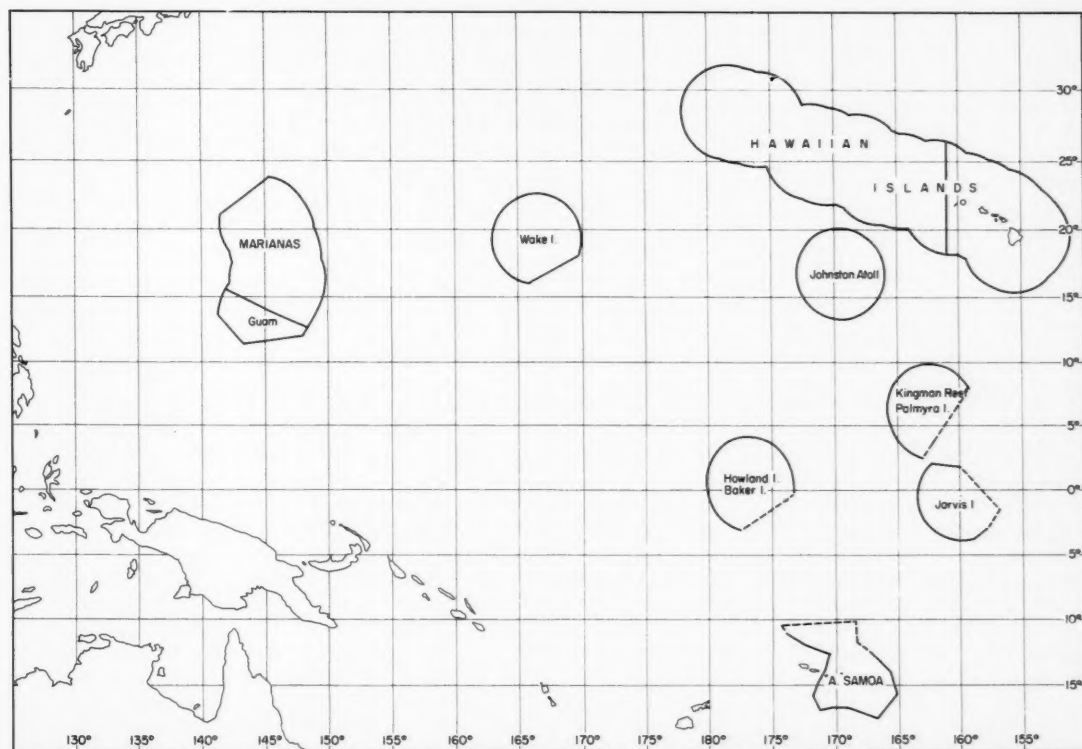 30°
HAWAIIAN
25°
ISLANDS
MARIANAS
Wake I.
20°
Johnston Atoll
15°
Guam
10°
Kingman Reef
Palmyra I.
5°
Howland I.
Baker I.
0°
Jarvis I
5°
10°
A. SAMOA
15°
130° 135° 140° 145° 150° 155° 160° 165° 170° 175° 180° 175° 170° 165° 160° 155°